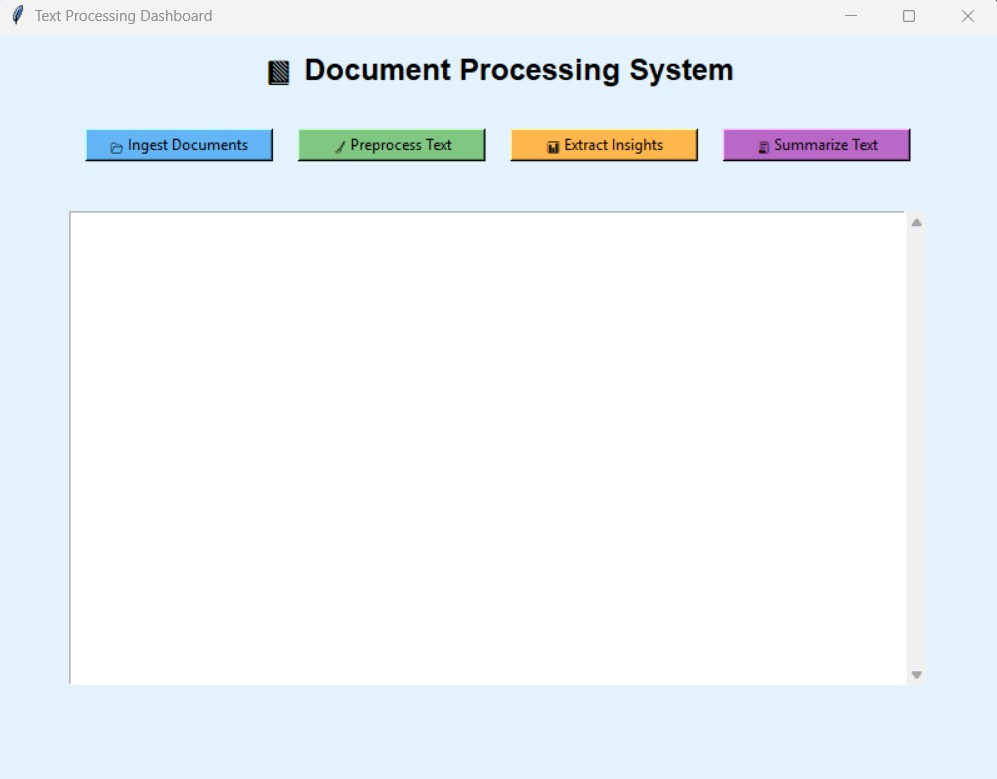 Text Processing Dashboard
Document Processing System
Ingest Documents
Preprocess Text
Extract Insights
Summarize Text